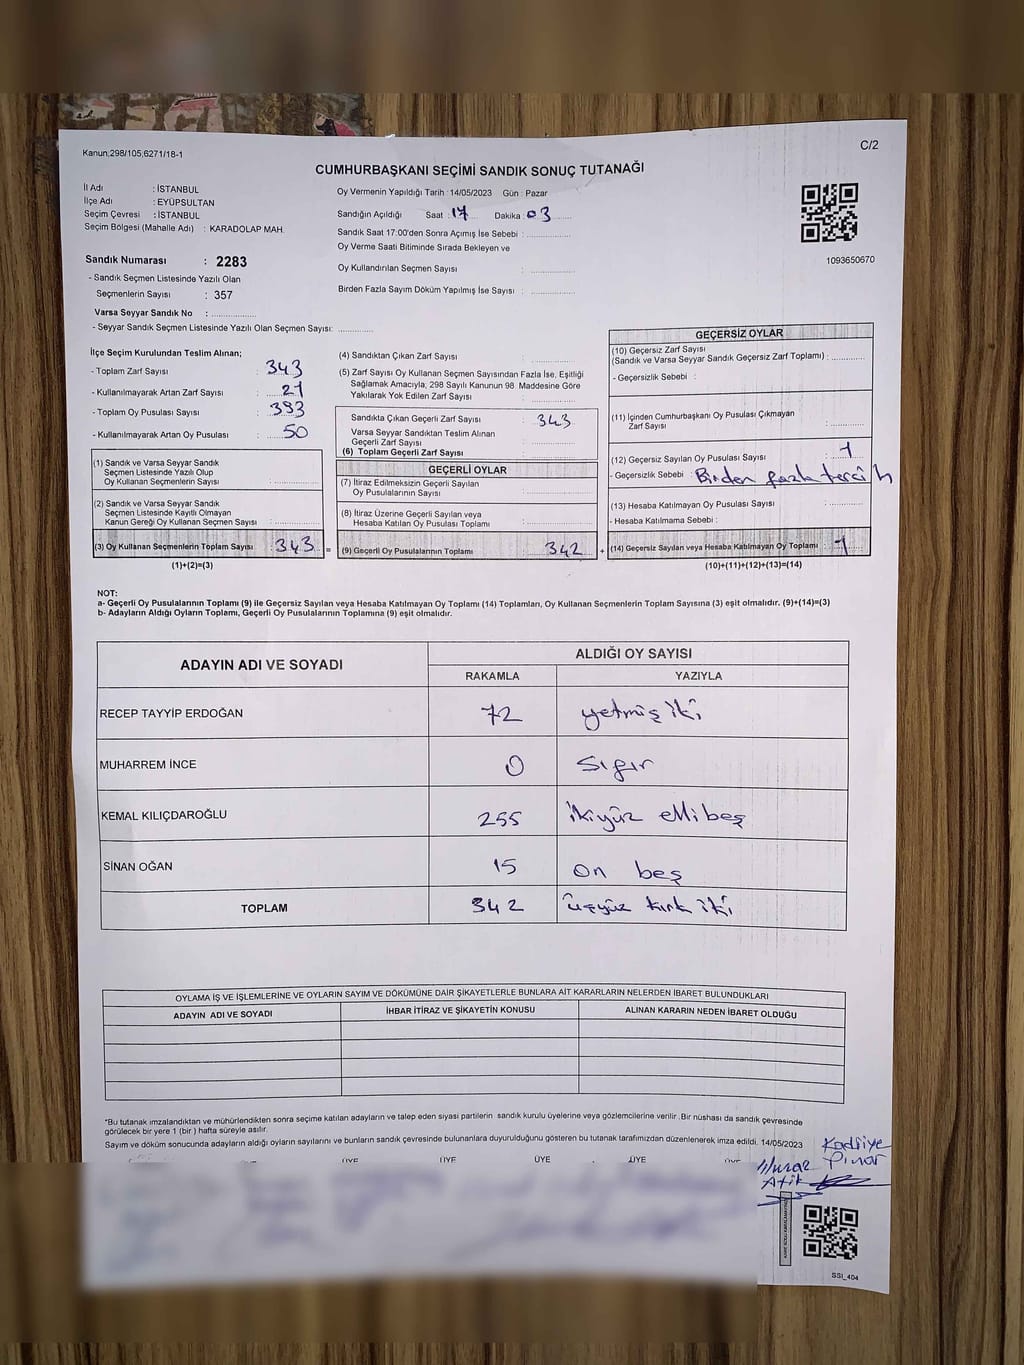 Kanun;298/105;6271/18-1
C/2
CUMHURBAŞKANI SEÇİMİ SANDIK SONUÇ TUTANAĞI
İl Adı : İSTANBUL
İlçe Adı : EYÜPSULTAN
Seçim Çevresi : İSTANBUL
Seçim Bölgesi (Mahalle Adı) : KARADOLAP MAH.
Oy Vermenin Yapıldığı Tarih : 14/05/2023 Gün : Pazar
Sandığın Açıldığı Saat : 17 Dakika : 03
Sandık Saat 17:00'den Sonra Açımış İse Sebebi :
Oy Verme Saati Bitiminde Sırada Bekleyen ve
Oy Kullandırılan Seçmen Sayısı :
Birden Fazla Sayım Döküm Yapılmış İse Sayısı :
1093650670
Sandık Numarası : 2283
- Sandık Seçmen Listesinde Yazılı Olan
Seçmenlerin Sayısı : 357
Varsa Seyyar Sandık No :
- Seyyar Sandık Seçmen Listesinde Yazılı Olan Seçmen Sayısı:
İlçe Seçim Kurulundan Teslim Alınan;
- Toplam Zarf Sayısı : 343
- Kullanılmayarak Artan Zarf Sayısı : 21
- Toplam Oy Pusulası Sayısı : 393
- Kullanılmayarak Artan Oy Pusulası : 50
(1) Sandık ve Varsa Seyyar Sandık
Seçmen Listesinde Yazılı Olup
Oy Kullanan Seçmenlerin Sayısı :
(2) Sandık ve Varsa Seyyar Sandık
Seçmen Listesinde Kayıtlı Olmayan
Kanun Gereği Oy Kullanan Seçmen Sayısı :
(3) Oy Kullanan Seçmenlerin Toplam Sayısı : 343 =
(1)+(2)=(3)
(4) Sandıktan Çıkan Zarf Sayısı :
(5) Zarf Sayısı Oy Kullanan Seçmen Sayısından Fazla İse, Eşitliği
Sağlamak Amacıyla, 298 Sayılı Kanunun 98. Maddesine Göre
Yakılarak Yok Edilen Zarf Sayısı :
Sandıkta Çıkan Geçerli Zarf Sayısı : 343
Varsa Seyyar Sandıktan Teslim Alınan
Geçerli Zarf Sayısı :
(6) Toplam Geçerli Zarf Sayısı :
GEÇERLİ OYLAR
(7) İtiraz Edilmeksizin Geçerli Sayılan
Oy Pusulalarının Sayısı :
(8) İtiraz Üzerine Geçerli Sayılan veya
Hesaba Katılan Oy Pusulası Toplamı :
(9) Geçerli Oy Pusulalarının Toplamı : 342 +
GEÇERSİZ OYLAR
(10) Geçersiz Zarf Sayısı
(Sandık ve Varsa Seyyar Sandık Geçersiz Zarf Toplamı) :
- Geçersizlik Sebebi :
(11) İçinden Cumhurbaşkanı Oy Pusulası Çıkmayan
Zarf Sayısı :
(12) Geçersiz Sayılan Oy Pusulası Sayısı : 1
- Geçersizlik Sebebi : Birden fazla tercih
(13) Hesaba Katılmayan Oy Pusulası Sayısı :
- Hesaba Katılmama Sebebi :
(14) Geçersiz Sayılan veya Hesaba Katılmayan Oy Toplamı : 1
(10)+(11)+(12)+(13)=(14)
NOT:
a- Geçerli Oy Pusulalarının Toplamı (9) ile Geçersiz Sayılan veya Hesaba Katılmayan Oy Toplamı (14) Toplamları, Oy Kullanan Seçmenlerin Toplam Sayısına (3) eşit olmalıdır. (9)+(14)=(3)
b- Adayların Aldığı Oyların Toplamı, Geçerli Oy Pusulalarının Toplamına (9) eşit olmalıdır.
ADAYIN ADI VE SOYADI ALDIĞI OY SAYISI
RAKAMLA YAZIYLA
RECEP TAYYİP ERDOĞAN 72 yetmiş iki
MUHARREM İNCE 0 sıfır
KEMAL KILIÇDAROĞLU 255 ikiyüz ellibeş
SİNAN OĞAN 15 on beş
TOPLAM 342 üçyüz kırk iki
OYLAMA İŞ VE İŞLEMLERİNE VE OYLARIN SAYIM VE DÖKÜMÜNE DAİR ŞİKAYETLERLE BUNLARA AİT KARARLARIN NELERDEN İBARET BULUNDUKLARI
ADAYIN ADI VE SOYADI İHBAR İTİRAZ VE ŞİKAYETİN KONUSU ALINAN KARARIN NEDEN İBARET OLDUĞU
*Bu tutanak imzalandıktan ve mühürlendikten sonra seçime katılan adayların ve talep eden siyasi partilerin sandık kurulu üyelerine veya gözlemcilerine verilir .Bir nüshası da sandık çevresinde
görülecek bir yere 1 (bir ) hafta süreyle asılır.
Sayım ve döküm sonucunda adayların aldığı oyların sayılarını ve bunların sandık çevresinde bulunanlara duyurulduğunu gösteren bu tutanak tarafımızdan düzenlenerek imza edildi. 14/05/2023
ÜYE ÜYE ÜYE ÜYE ÜYE
Kadriye
Pınar
Atik
SSI_404